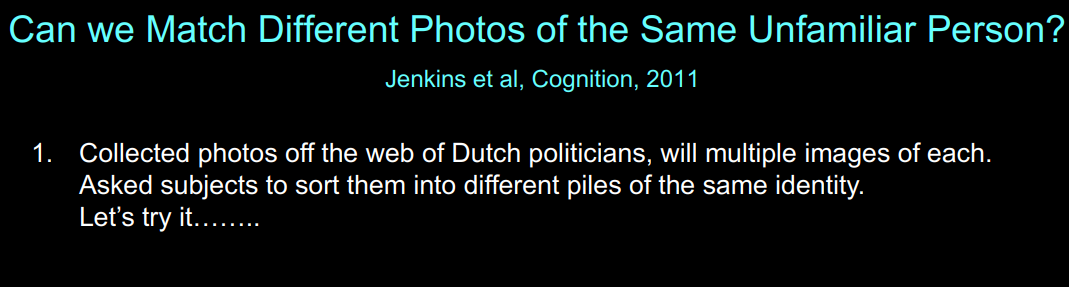 Can we Match Different Photos of the Same Unfamiliar Person?
Jenkins et al, Cognition, 2011
1. Collected photos off the web of Dutch politicians, will multiple images of each.
Asked subjects to sort them into different piles of the same identity.
Let’s try it……..